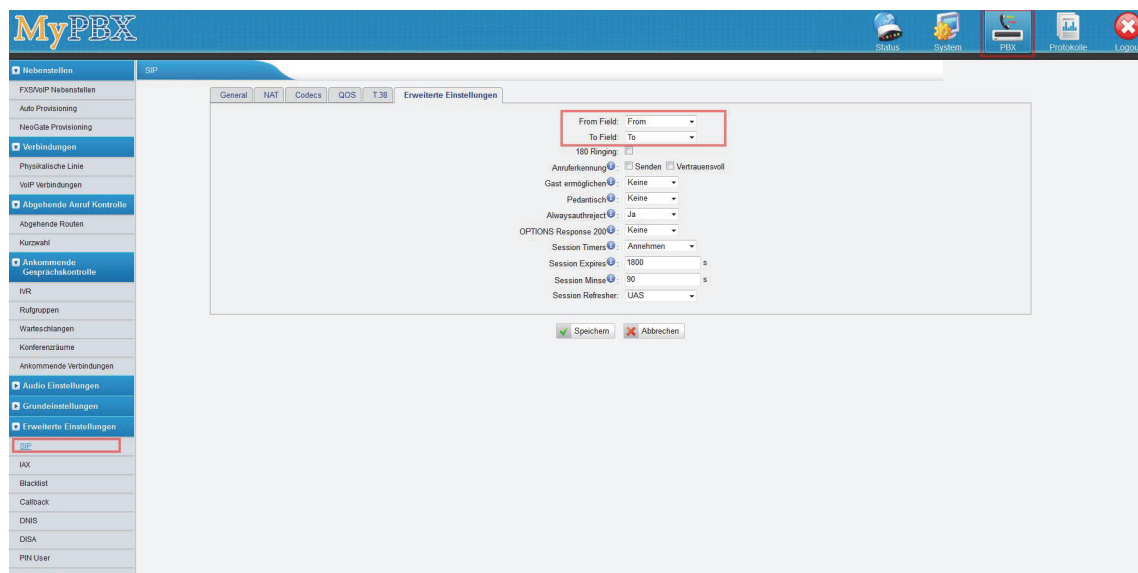 MyPBX
Status
System
PBX
Protokolle
Logout
Nebenstellen
FXS/VoIP Nebenstellen
Auto Provisioning
NeoGate Provisioning
Verbindungen
Physikalische Linie
VoIP Verbindungen
Abgehende Anruf Kontrolle
Abgehende Routen
Kurzwahl
Ankommende
Gesprächskontrolle
IVR
Rufgruppen
Warteschlangen
Konferenzräume
Ankommende Verbindungen
Audio Einstellungen
Grundeinstellungen
Erweiterte Einstellungen
SIP
IAX
Blacklist
Callback
DNIS
DISA
PIN User
SIP
General NAT Codecs QOS T.38 Erweiterte Einstellungen
From Field: From
To Field: To
180 Ringing:
Anruferkennung: Senden Vertrauensvoll
Gast ermöglichen: Keine
Pedantisch: Keine
Alwaysauthreject: Ja
OPTIONS Response 200: Keine
Session Timers: Annehmen
Session Expires: 1800 s
Session Minse: 90 s
Session Refresher: UAS
Speichern Abbrechen